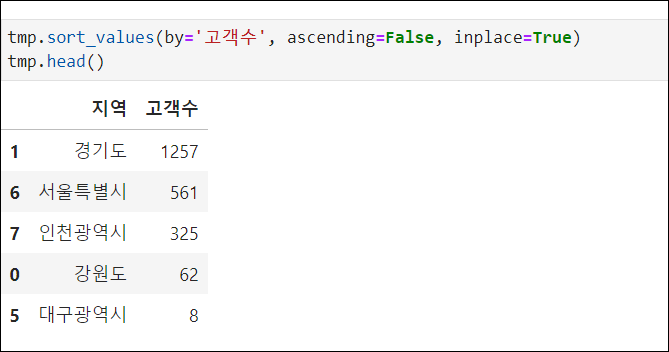 tmp.sort_values(by='고객수', ascending=False, inplace=True)
tmp.head()
지역 고객수
1 경기도 1257
6 서울특별시 561
7 인천광역시 325
0 강원도 62
5 대구광역시 8